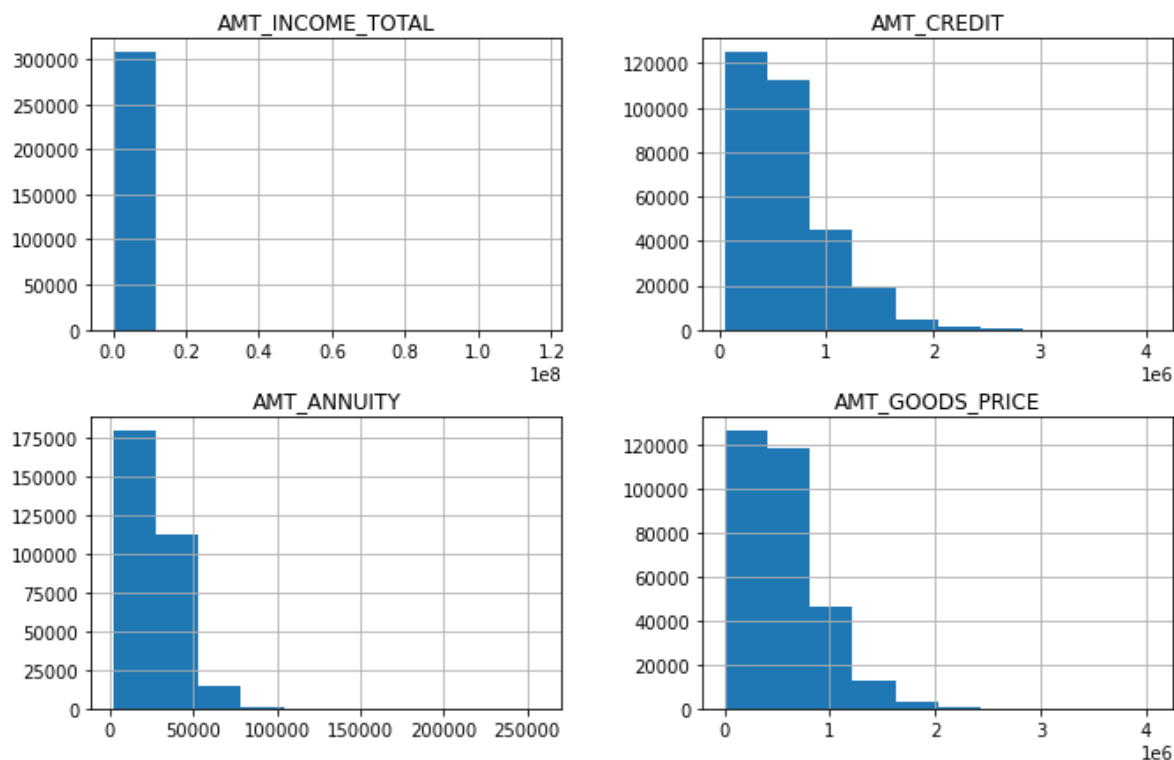 AMT_INCOME_TOTAL
300000
250000
200000
150000
100000
50000
0
0.0 0.2 0.4 0.6 0.8 1.0 1.2
1e8
AMT_CREDIT
120000
100000
80000
60000
40000
20000
0
0 1 2 3 4
1e6
AMT_ANNUITY
175000
150000
125000
100000
75000
50000
25000
0
0 50000 100000 150000 200000 250000
AMT_GOODS_PRICE
120000
100000
80000
60000
40000
20000
0
0 1 2 3 4
1e6